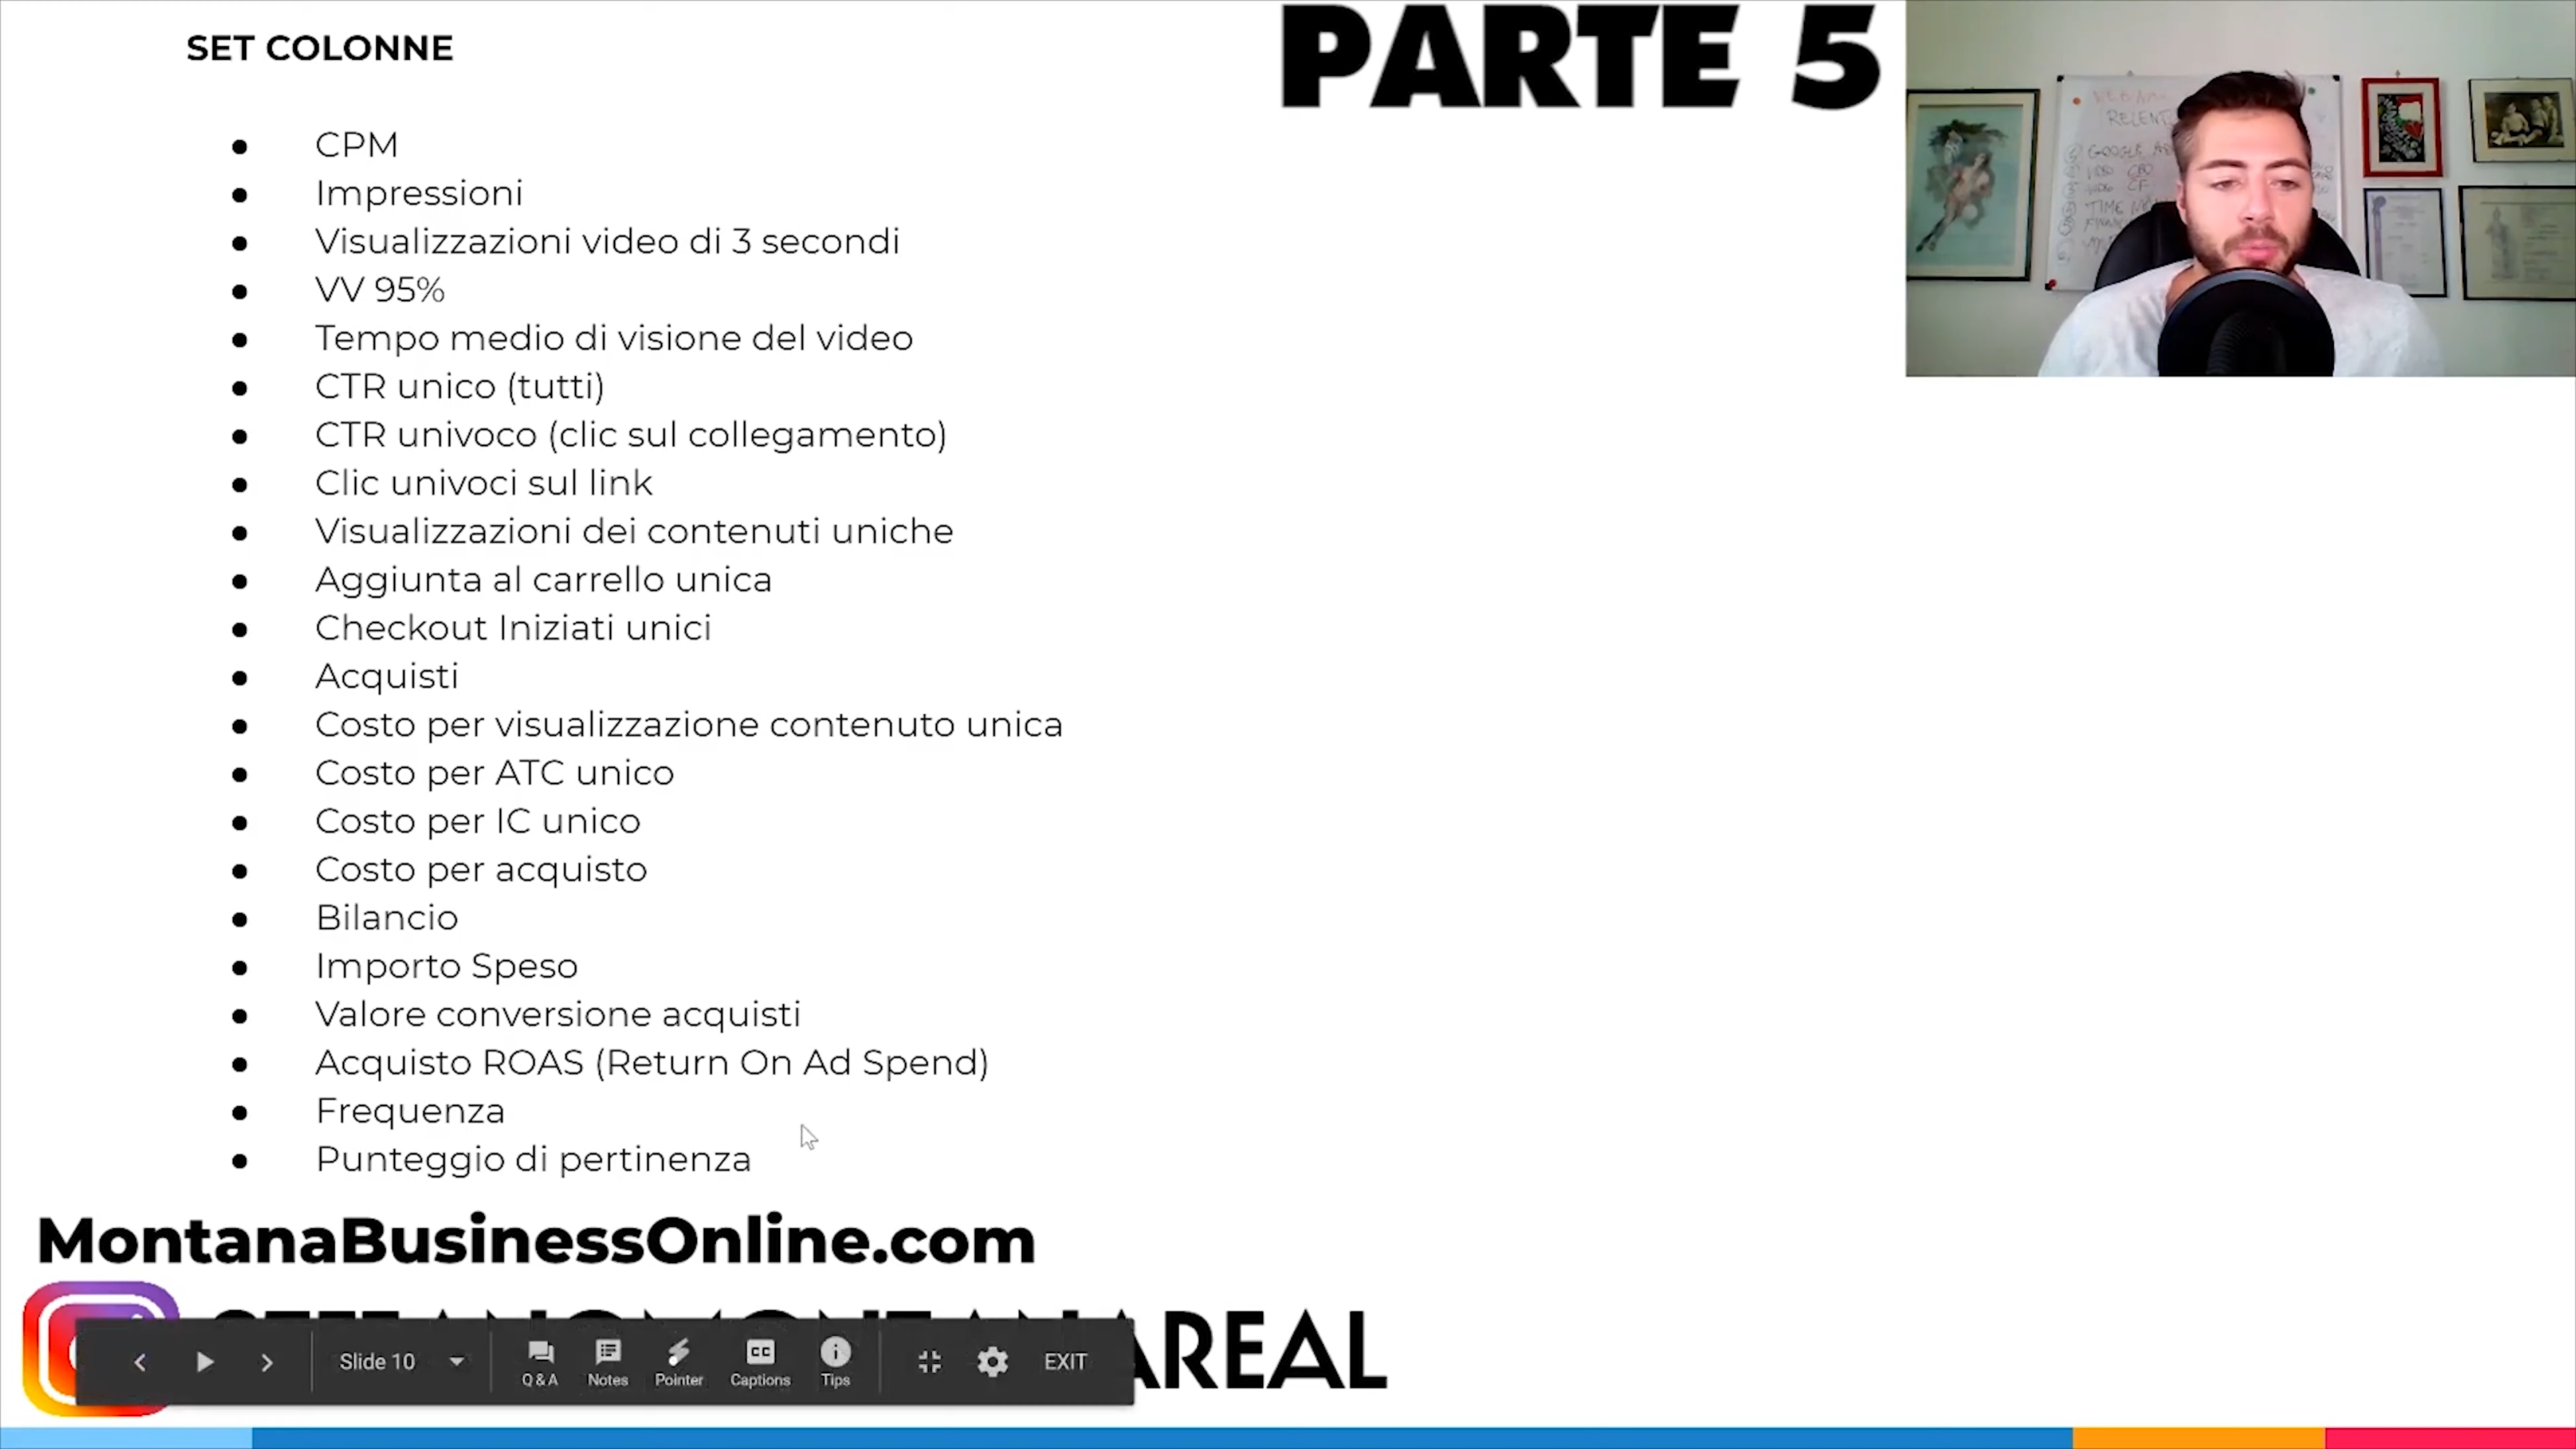 SET COLONNE
PARTE 5
CPM
Impressioni
Visualizzazioni video di 3 secondi
VV 95%
Tempo medio di visione del video
CTR unico (tutti)
CTR univoco (clic sul collegamento)
Clic univoci sul link
Visualizzazioni dei contenuti uniche
Aggiunta al carrello unica
Checkout Iniziati unici
Acquisti
Costo per visualizzazione contenuto unica
Costo per ATC unico
Costo per IC unico
Costo per acquisto
Bilancio
Importo Speso
Valore conversione acquisti
Acquisto ROAS (Return On Ad Spend)
Frequenza
Punteggio di pertinenza
MontanaBusinessOnline.com
AREAL
Slide 10
Q & A
Notes
Pointer
CC
Captions
Tips
EXIT
RELENT
GOOGLE
TIME